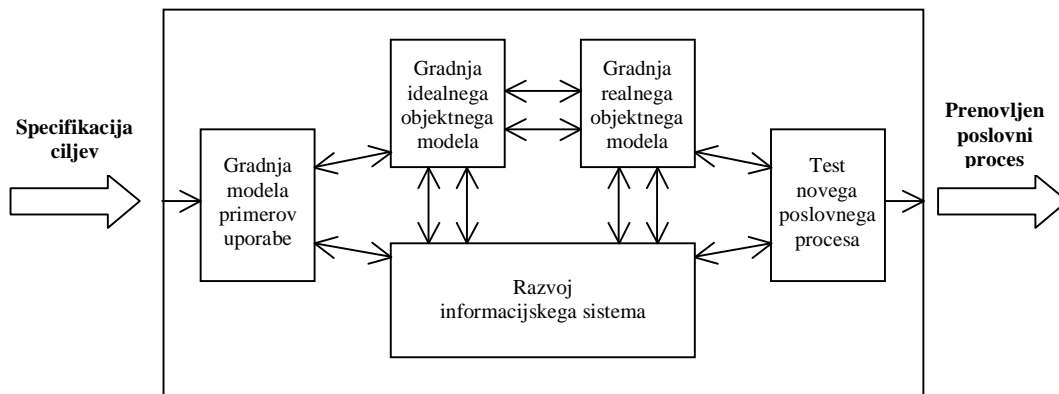 Specifikacija
ciljev
Gradnja
modela
primerov
uporabe
Gradnja
idealnega
objektnega
modela
Gradnja
realnega
objektnega
modela
Razvoj
informacijskega sistema
Test
novega
poslovnega
procesa
Prenovljen
poslovni
proces